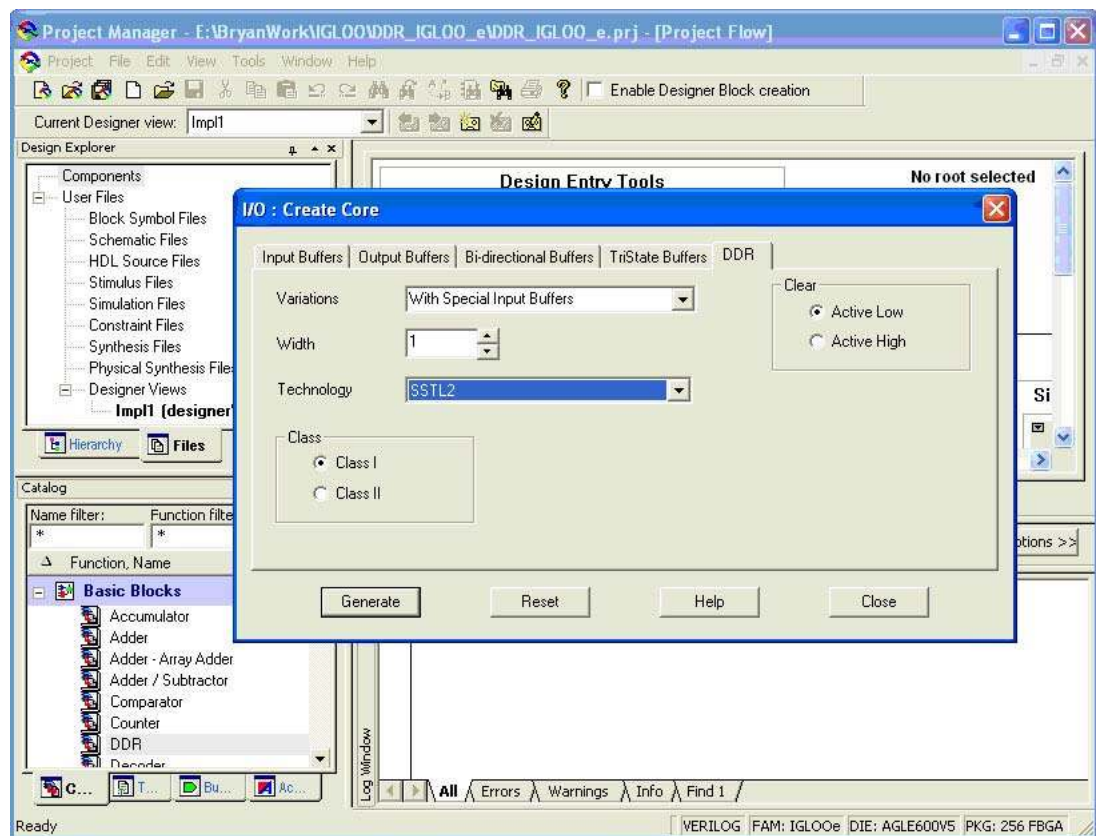 Project Manager - E:\BryanWork\IGLOO\DDR_IGLOO_e\DDR_IGLOO_e.prj - [Project Flow]
Project File Edit View Tools Window Help
Enable Designer Block creation
Current Designer view: Impl1
Design Explorer
Components
User Files
Block Symbol Files
Schematic Files
HDL Source Files
Stimulus Files
Simulation Files
Constraint Files
Synthesis Files
Physical Synthesis File
Designer Views
Impl1 (designer
Hierarchy Files
Design Entry Tools
No root selected
Si
I/O : Create Core
Input Buffers Output Buffers Bi-directional Buffers TriState Buffers DDR
Variations With Special Input Buffers
Width 1
Technology SSTL2
Class
Class I
Class II
Clear
Active Low
Active High
Generate Reset Help Close
ptions >>
Catalog
Name filter: Function filte
* *
Function, Name
Basic Blocks
Accumulator
Adder
Adder - Array Adder
Adder / Subtractor
Comparator
Counter
DDR
Decoder
C... T... Bu... Ac...
Log Window
All Errors Warnings Info Find 1
Ready
VERILOG FAM: IGLOOe DIE: AGLE600V5 PKG: 256 FBGA